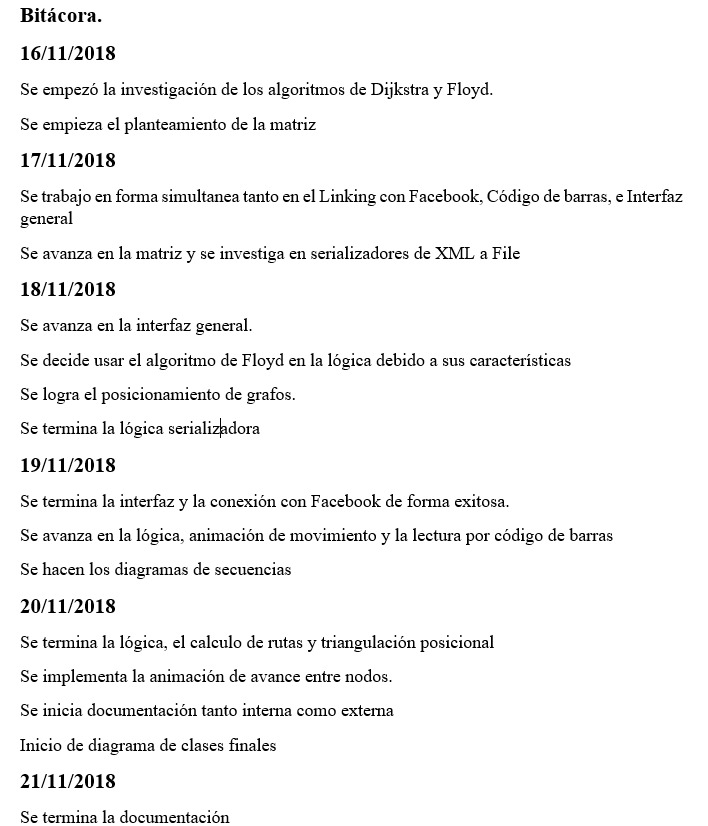 Bitácora.
16/11/2018
Se empezó la investigación de los algoritmos de Dijkstra y Floyd.
Se empieza el planteamiento de la matriz
17/11/2018
Se trabajo en forma simultanea tanto en el Linking con Facebook, Código de barras, e Interfaz
general
Se avanza en la matriz y se investiga en serializadores de XML a File
18/11/2018
Se avanza en la interfaz general.
Se decide usar el algoritmo de Floyd en la lógica debido a sus características
Se logra el posicionamiento de grafos.
Se termina la lógica serializadora
19/11/2018
Se termina la interfaz y la conexión con Facebook de forma exitosa.
Se avanza en la lógica, animación de movimiento y la lectura por código de barras
Se hacen los diagramas de secuencias
20/11/2018
Se termina la lógica, el calculo de rutas y triangulación posicional
Se implementa la animación de avance entre nodos.
Se inicia documentación tanto interna como externa
Inicio de diagrama de clases finales
21/11/2018
Se termina la documentación